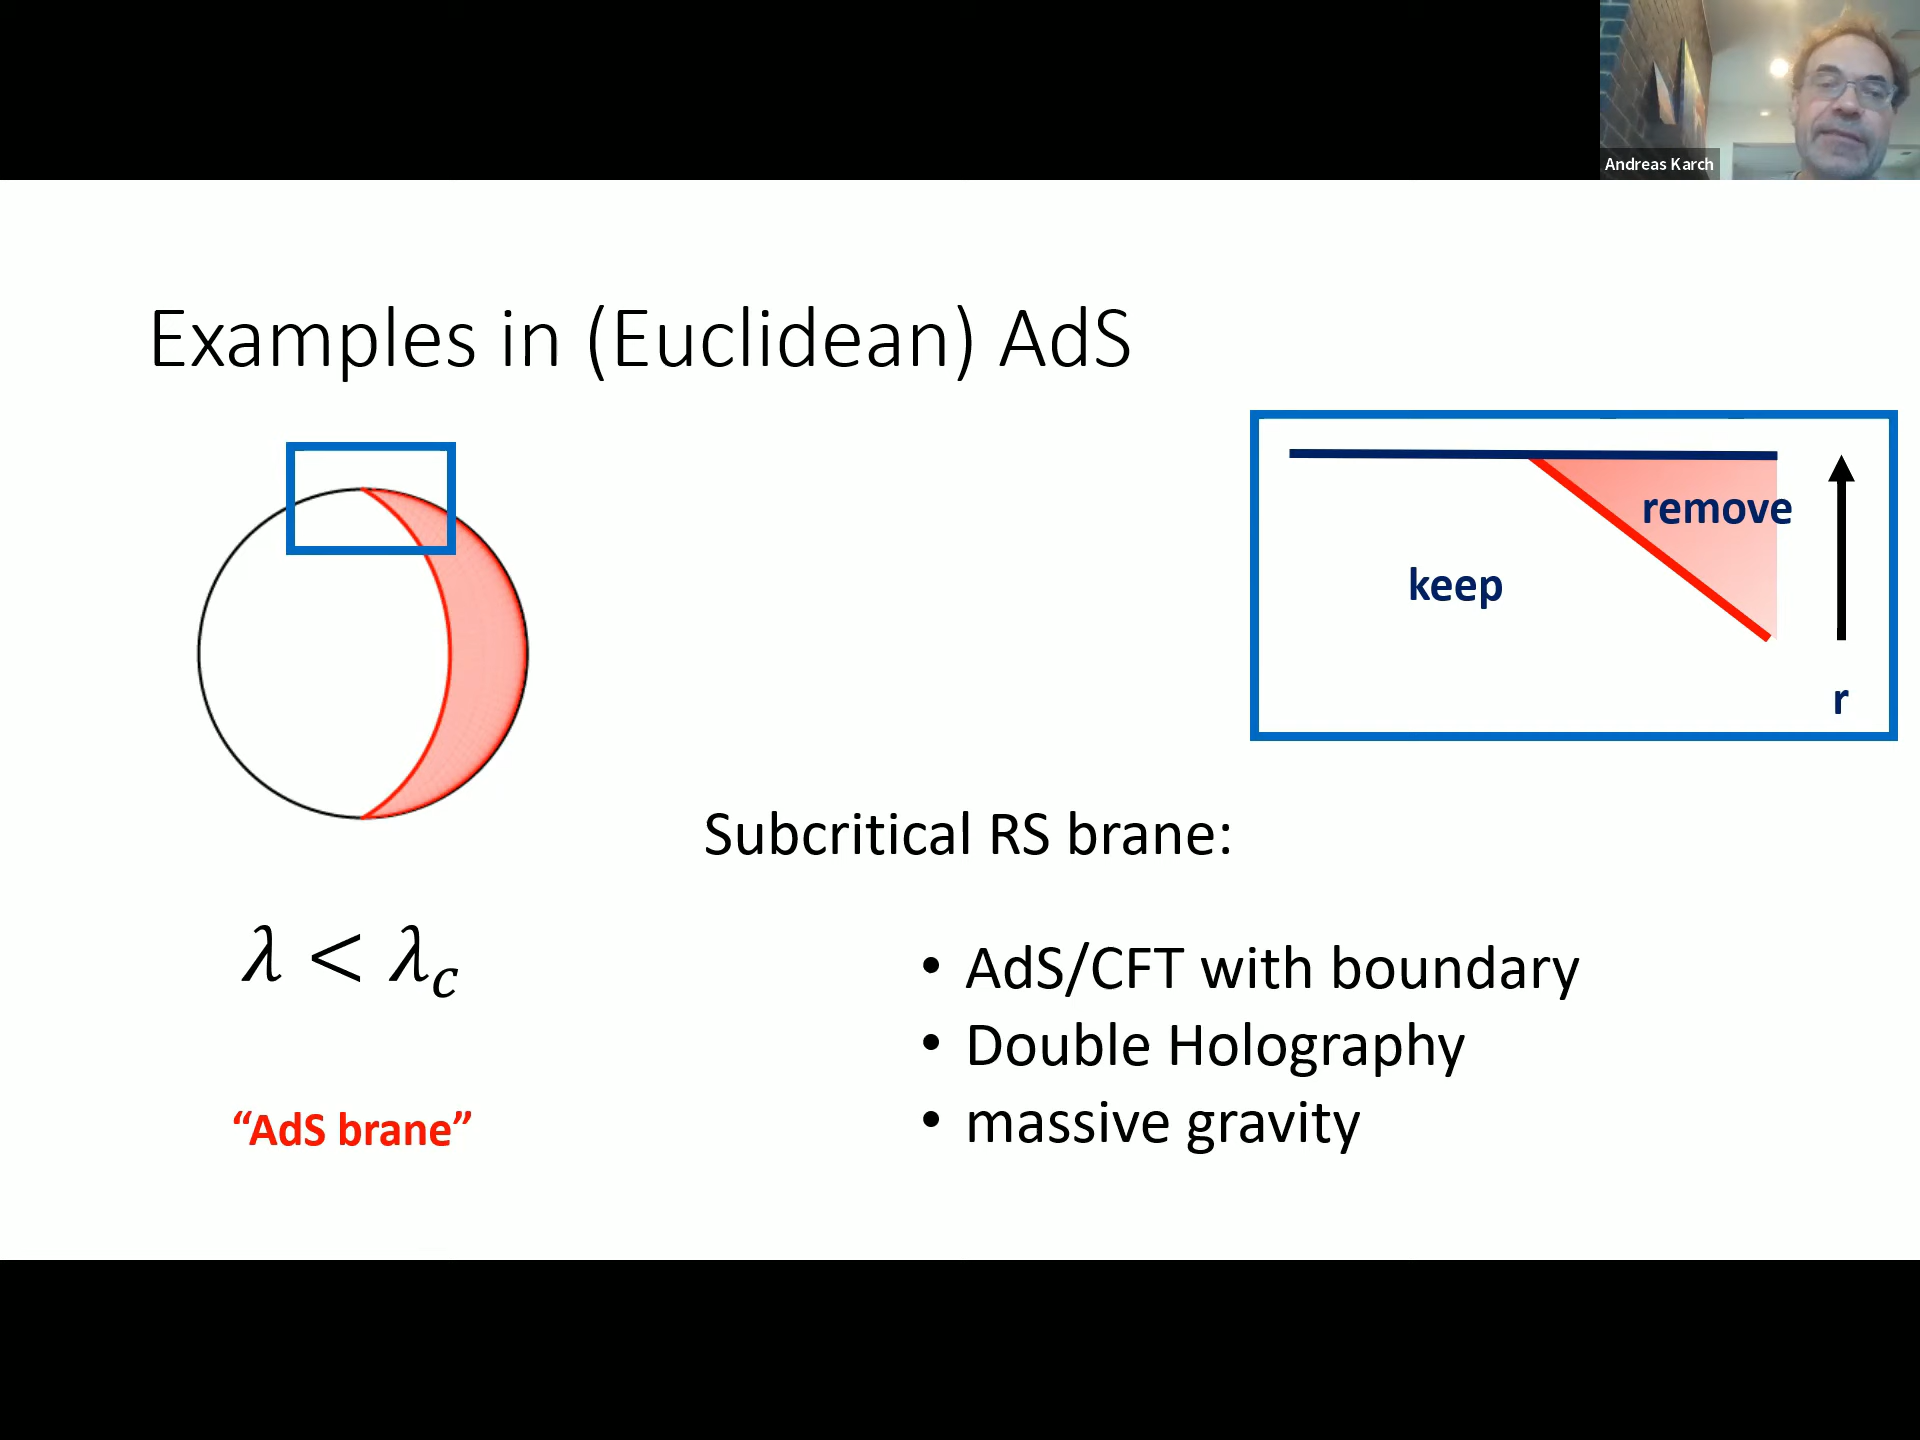 Andreas Karch
Examples in (Euclidean) AdS
remove
keep
r
Subcritical RS brane:
λ < λ_c
• AdS/CFT with boundary
• Double Holography
• massive gravity
“AdS brane”